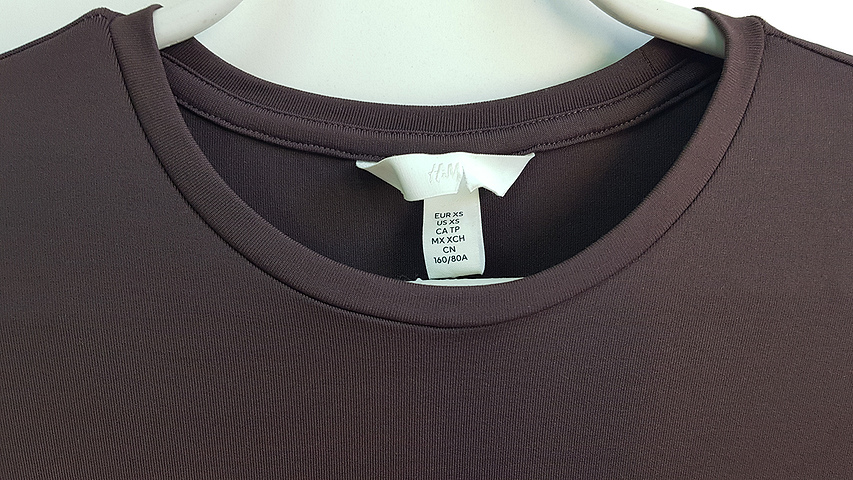 H&M
EUR XS
US XS
CA TP
MX XCH
CN
160/80A